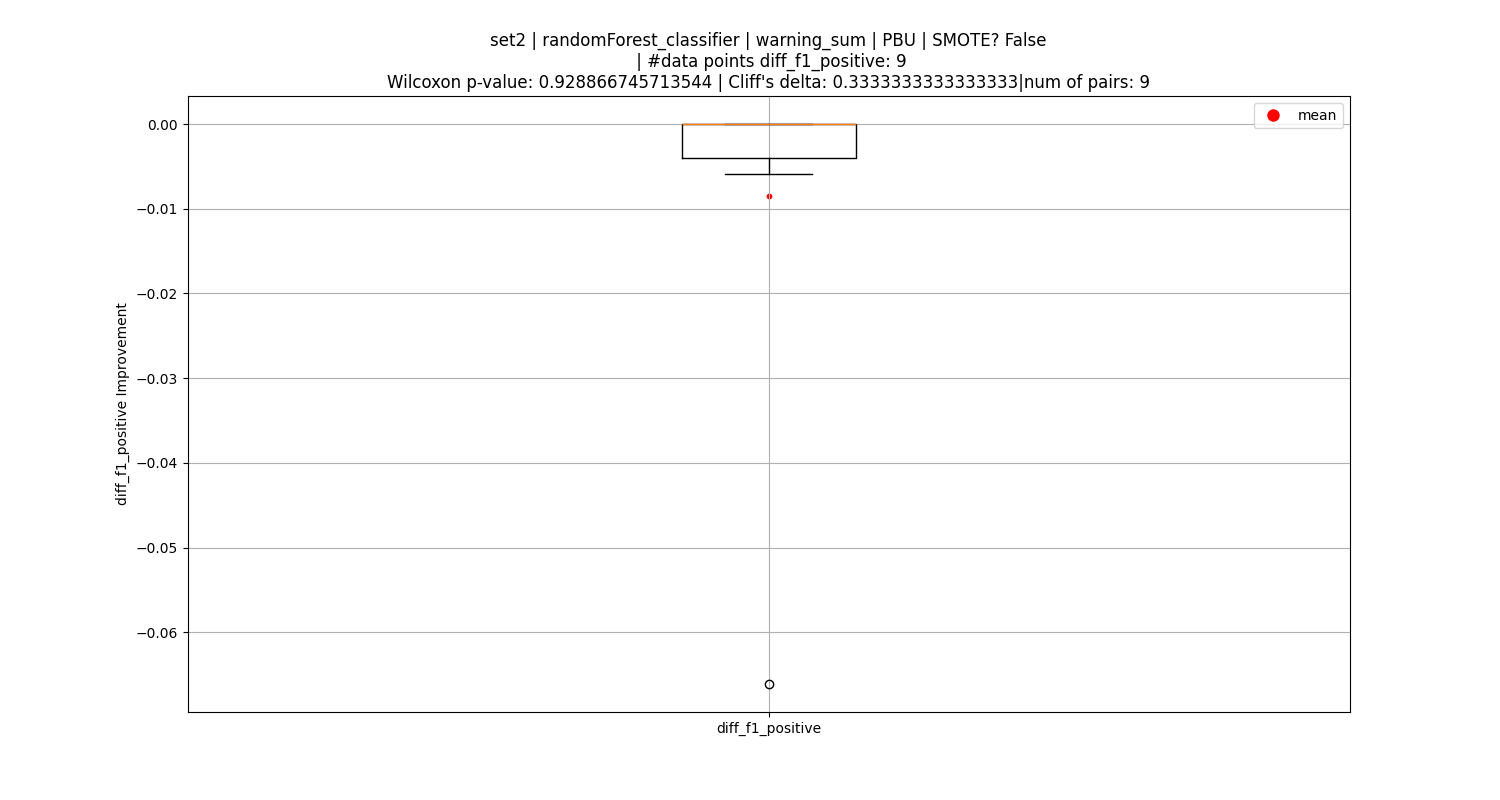 set2 | randomForest_classifier | warning_sum | PBU | SMOTE? False
| #data points diff_f1_positive: 9
Wilcoxon p-value: 0.928866745713544 | Cliff's delta: 0.3333333333333333|num of pairs: 9
mean
0.00
−0.01
−0.02
−0.03
−0.04
−0.05
−0.06
diff_f1_positive Improvement
diff_f1_positive